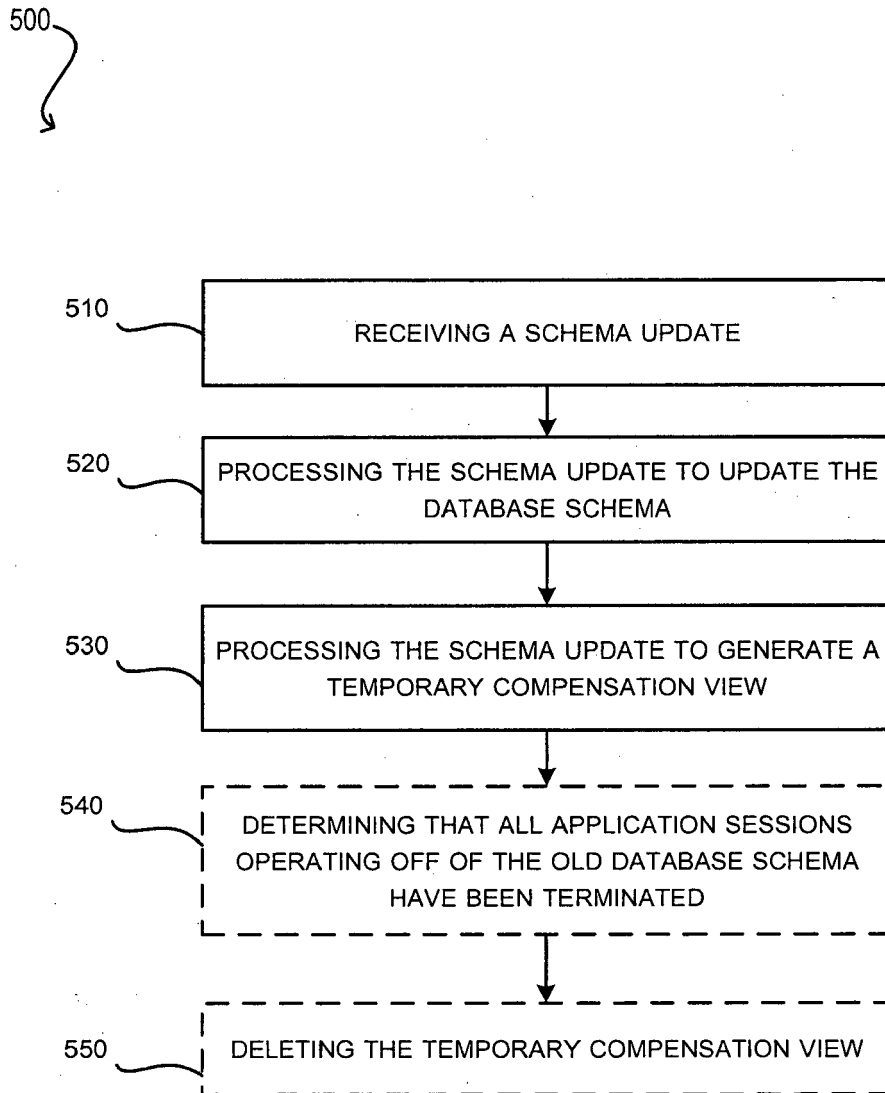 500
510
RECEIVING A SCHEMA UPDATE
520
PROCESSING THE SCHEMA UPDATE TO UPDATE THE
DATABASE SCHEMA
530
PROCESSING THE SCHEMA UPDATE TO GENERATE A
TEMPORARY COMPENSATION VIEW
540
DETERMINING THAT ALL APPLICATION SESSIONS
OPERATING OFF OF THE OLD DATABASE SCHEMA
HAVE BEEN TERMINATED
550
DELETING THE TEMPORARY COMPENSATION VIEW